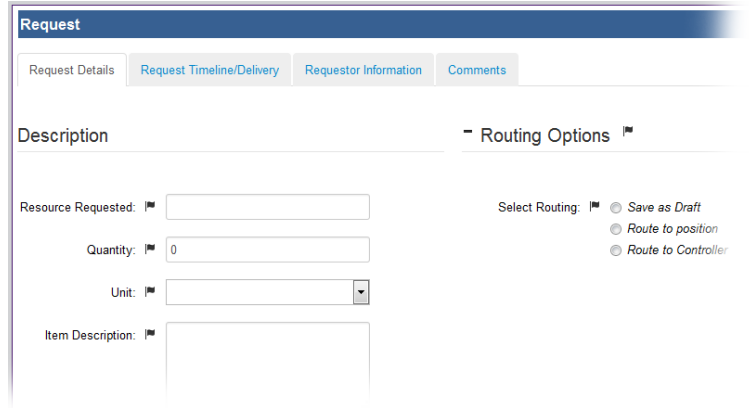 Request
Request Details Request Timeline/Delivery Requestor Information Comments
Description
Routing Options
Resource Requested:
Select Routing: Save as Draft
Quantity: 0
Route to position
Route to Controller
Unit:
Item Description: